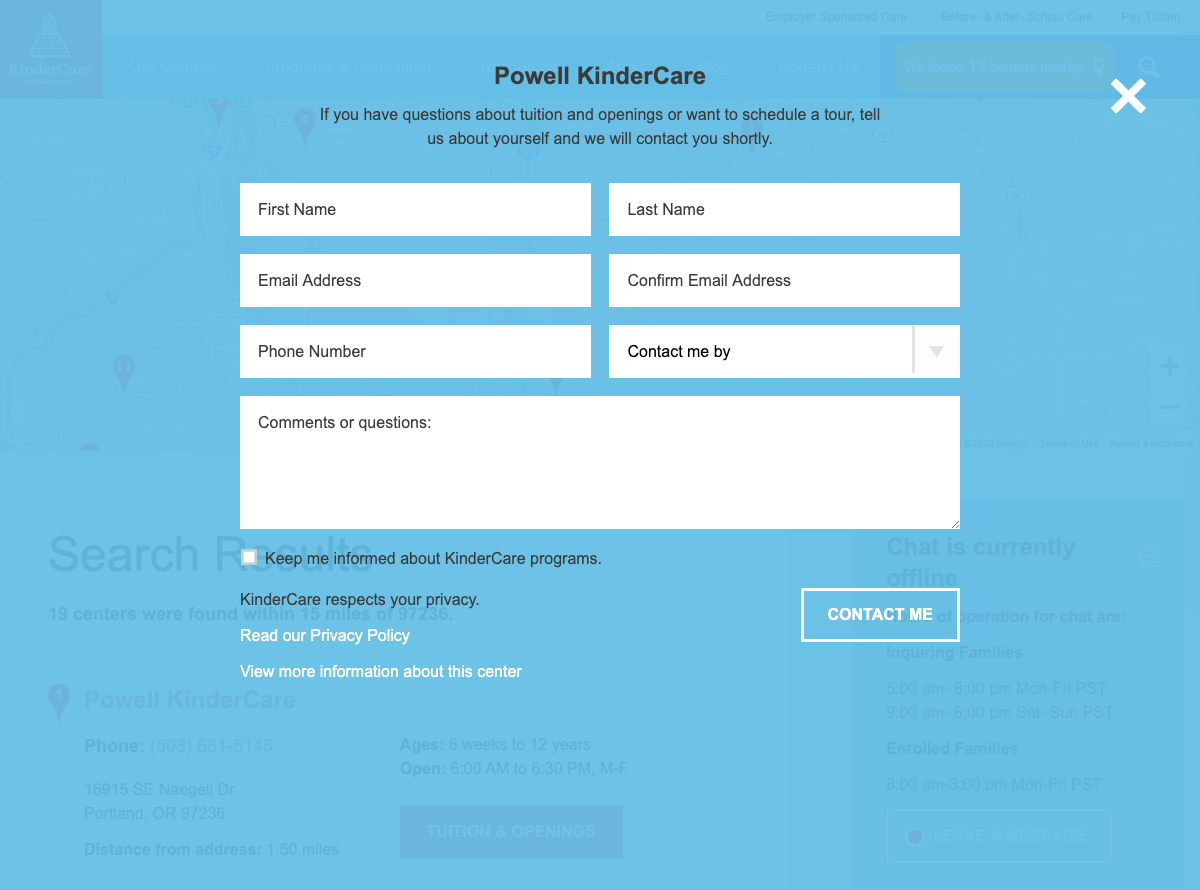 Employer Sponsored Care
Before- & After- School Care
Pay Tuition
KinderCare
Our Centers
Programs & Curriculum
Blog
Contact Us
We found 19 centers nearby
Powell KinderCare
If you have questions about tuition and openings or want to schedule a tour, tell
us about yourself and we will contact you shortly.
4
First Name
Last Name
Email Address
Confirm Email Address
Phone Number
Contact me by
11
Comments or questions:
Google
©2020 Google
Terms of Use
Report a map error
Search Results
Keep me informed about KinderCare programs.
Chat is currently
offline
KinderCare respects your privacy.
19 centers were found within 15 miles of 97236.
CONTACT ME
of operation for chat are:
Read our Privacy Policy
Inquiring Families
View more information about this center
5:00 am- 8:00 pm Mon-Fri PST
9:00 am- 6:00 pm Sat- Sun PST
1
Powell KinderCare
Phone: (503) 661-5145
Ages: 6 weeks to 12 years
Open: 6:00 AM to 6:30 PM, M-F
Enrolled Families
8:00 am-3:00 pm Mon-Fri PST
16915 SE Naegeli Dr
Portland, OR 97236
TUITION & OPENINGS
LEAVE A MESSAGE
Distance from address: 1.50 miles